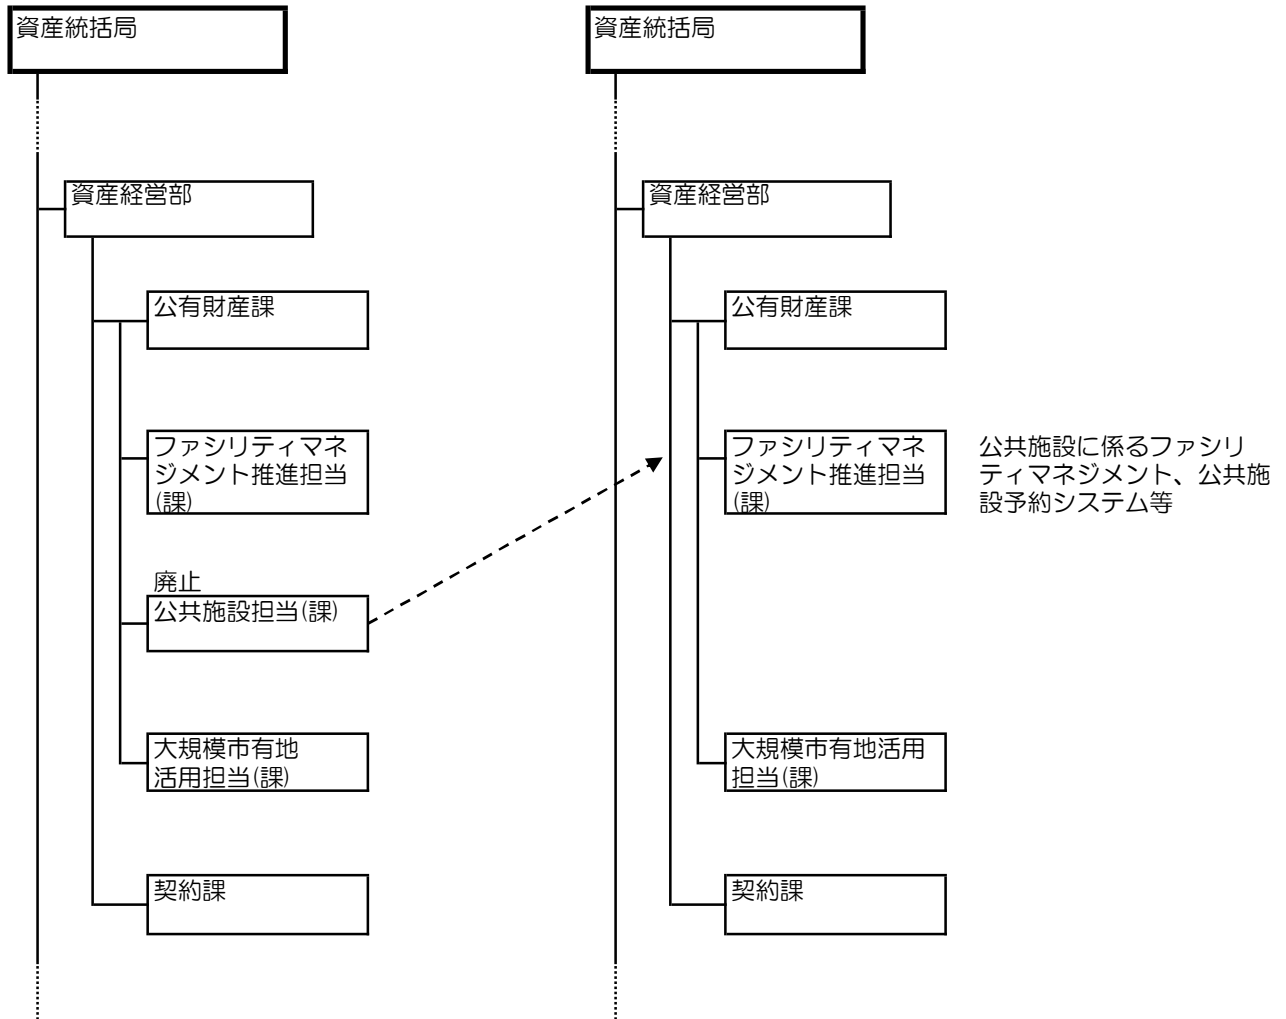 資産統括局
資産経営部
公有財産課
ファシリティマネ
ジメント推進担当
(課)
廃止
公共施設担当(課)
大規模市有地
活用担当(課)
契約課
資産統括局
資産経営部
公有財産課
ファシリティマネ
ジメント推進担当
(課)
公共施設に係るファシリ
ティマネジメント、公共施
設予約システム等
大規模市有地活用
担当(課)
契約課